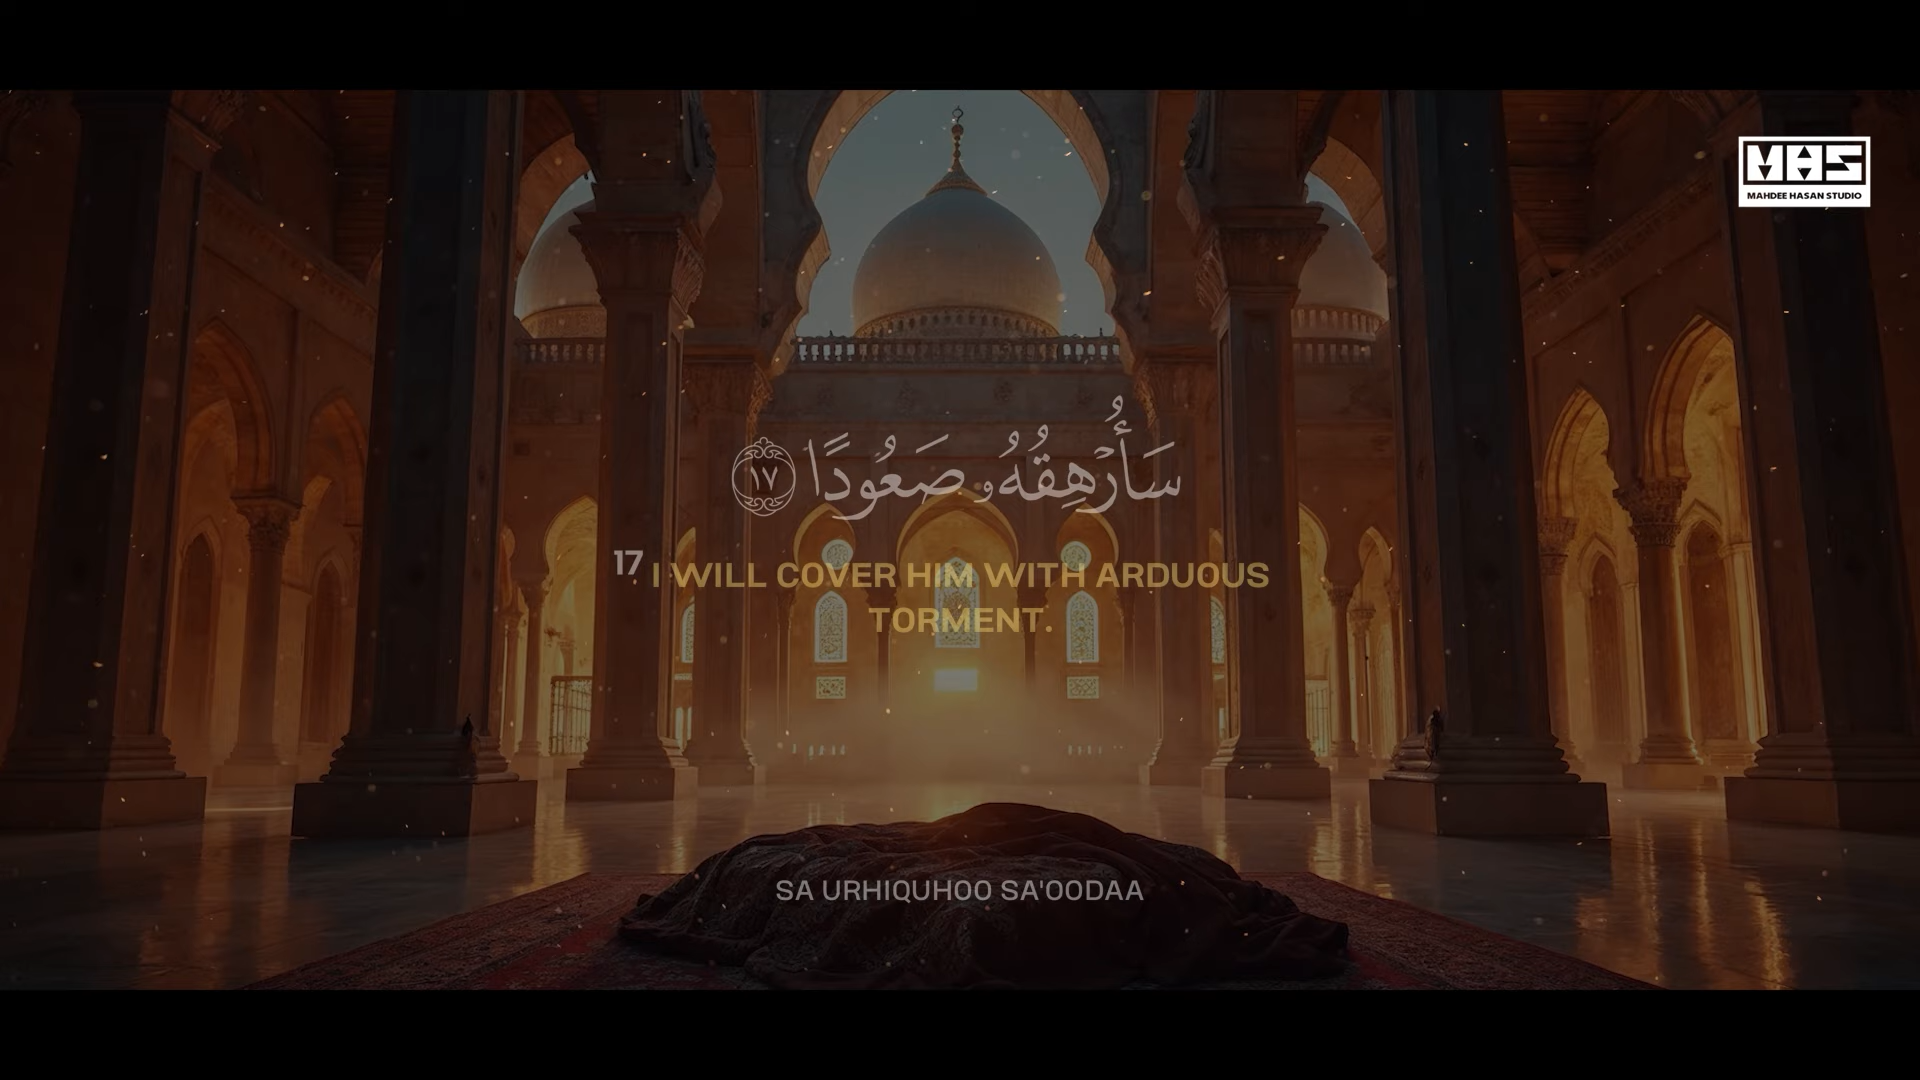 MHS
MAHDEE HASAN STUDIO
سَأُرْهِقُهُۥ صَعُودًا ١٧
17 I WILL COVER HIM WITH ARDUOUS
TORMENT.
SA URHIQUHOO SA'OODAA